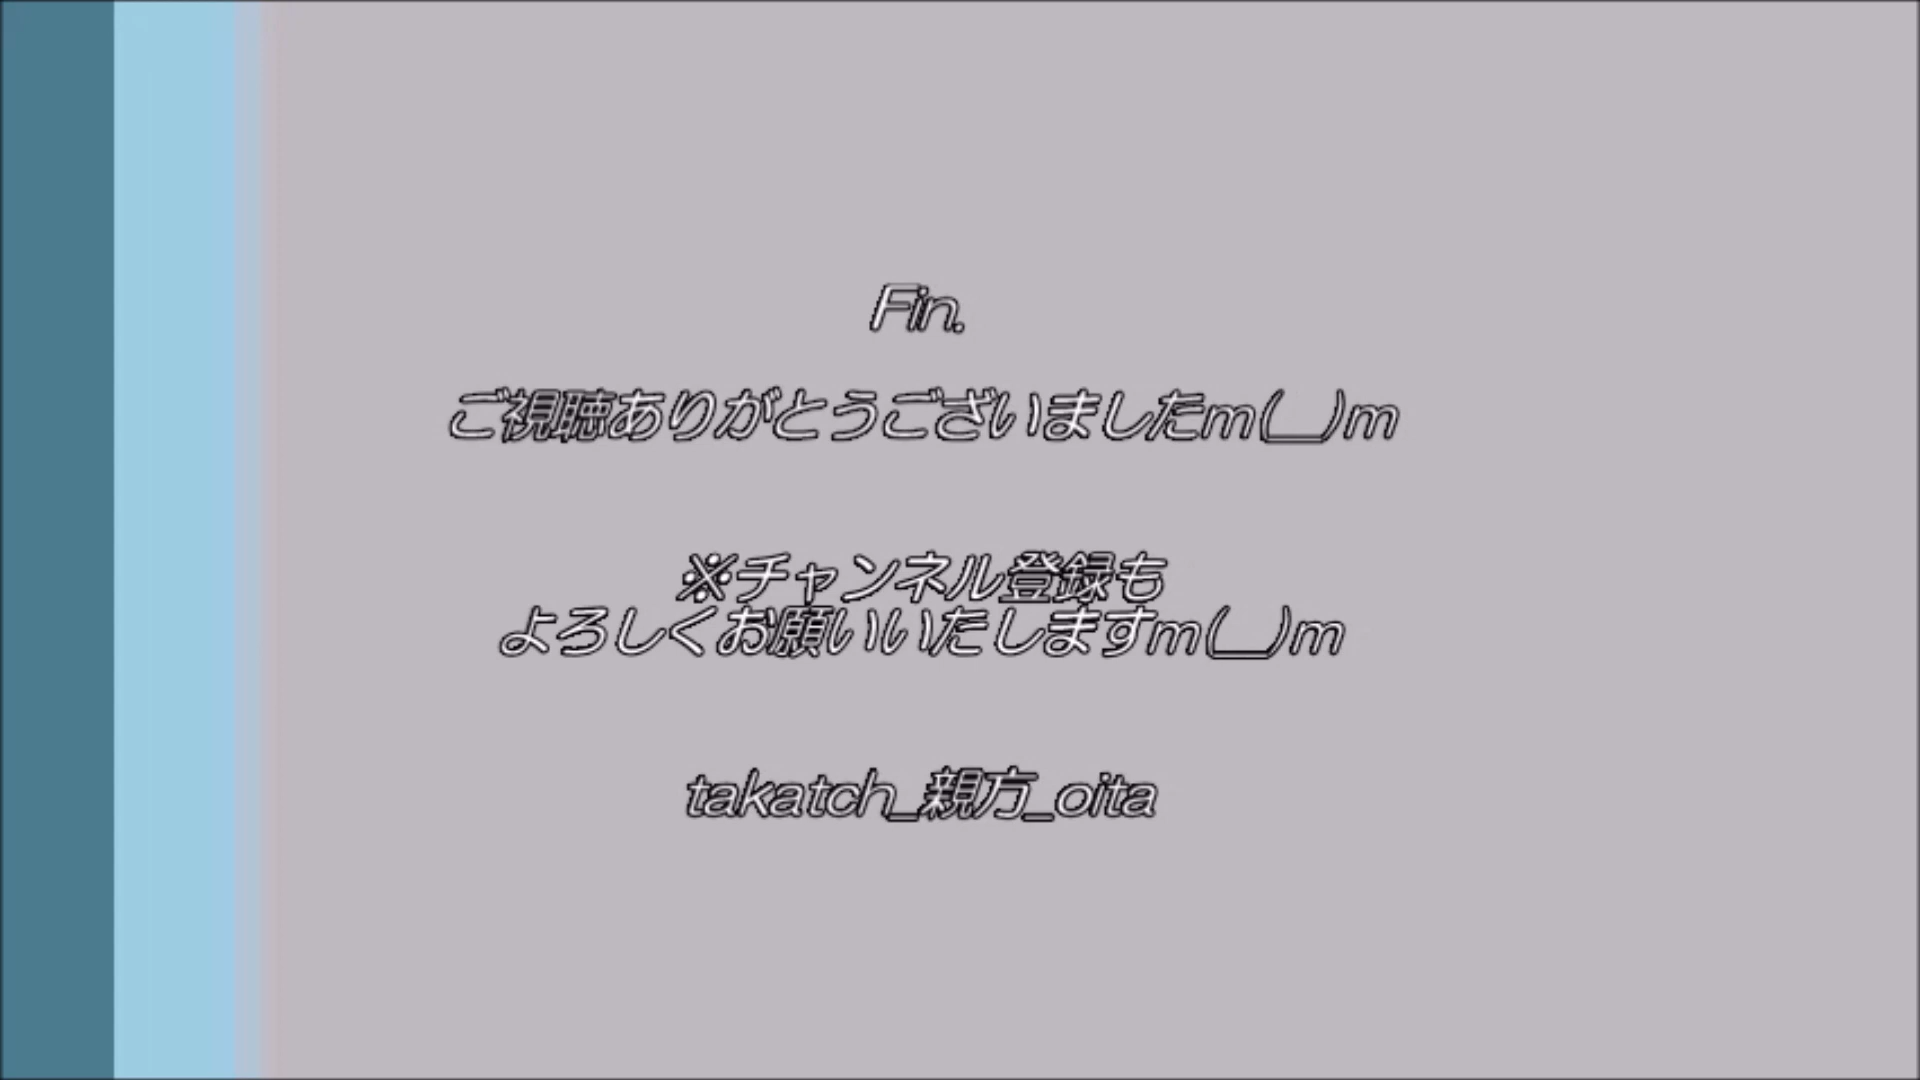 Fin.
ご視聴ありがとうございましたm(__)m
※チャンネル登録も
よろしくお願いいたしますm(__)m
takatch_親方_oita